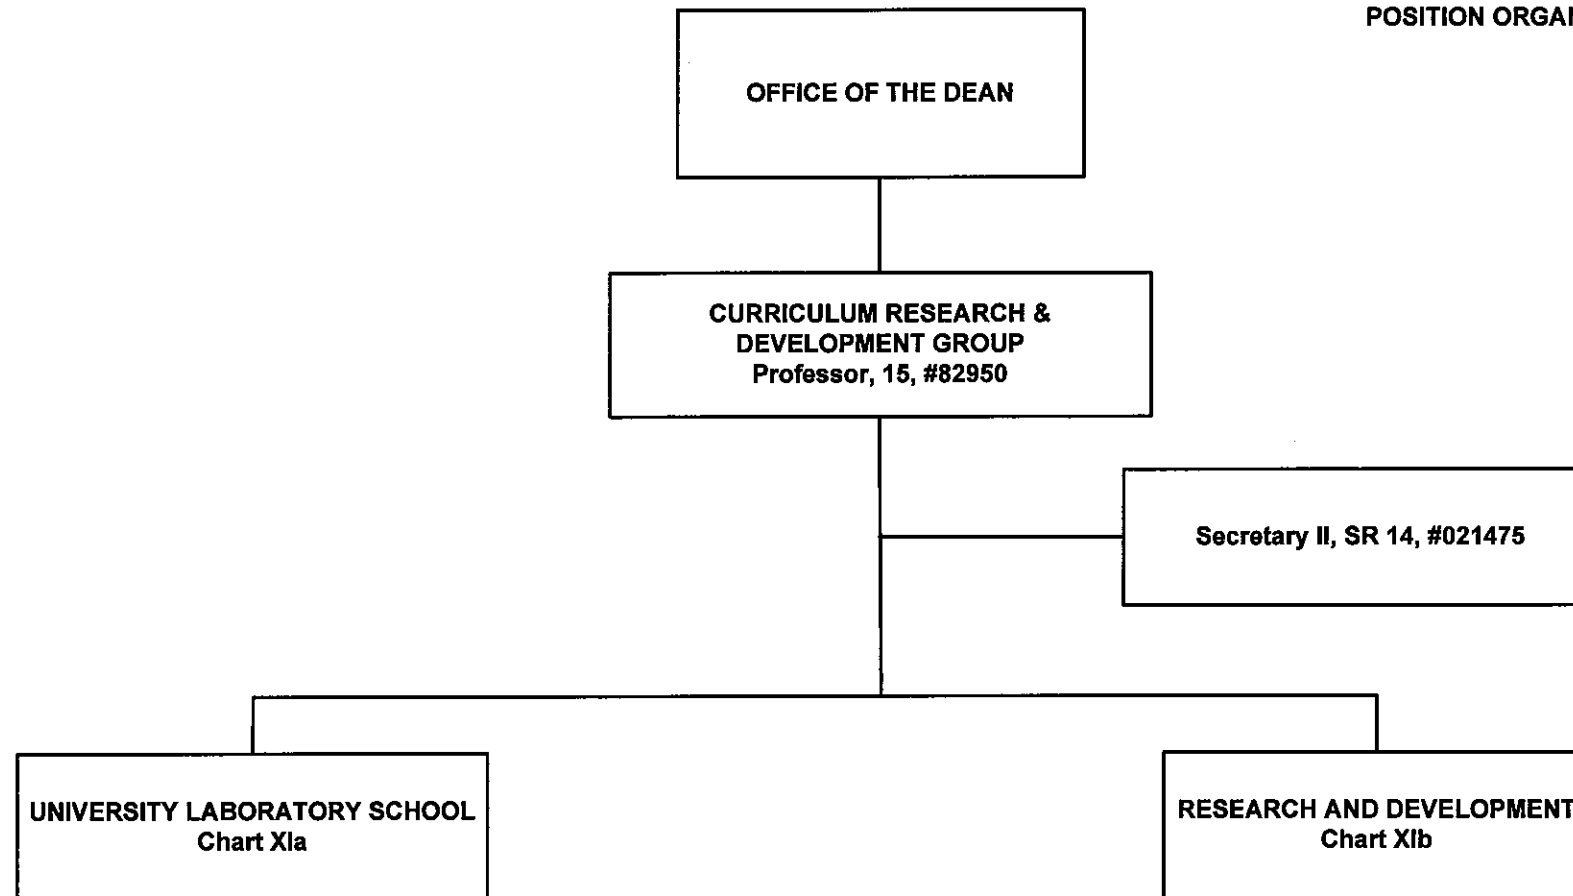 POSITION ORGAN
OFFICE OF THE DEAN
CURRICULUM RESEARCH &
DEVELOPMENT GROUP
Professor, 15, #82950
Secretary II, SR 14, #021475
UNIVERSITY LABORATORY SCHOOL
Chart XIa
RESEARCH AND DEVELOPMENT
Chart XIb